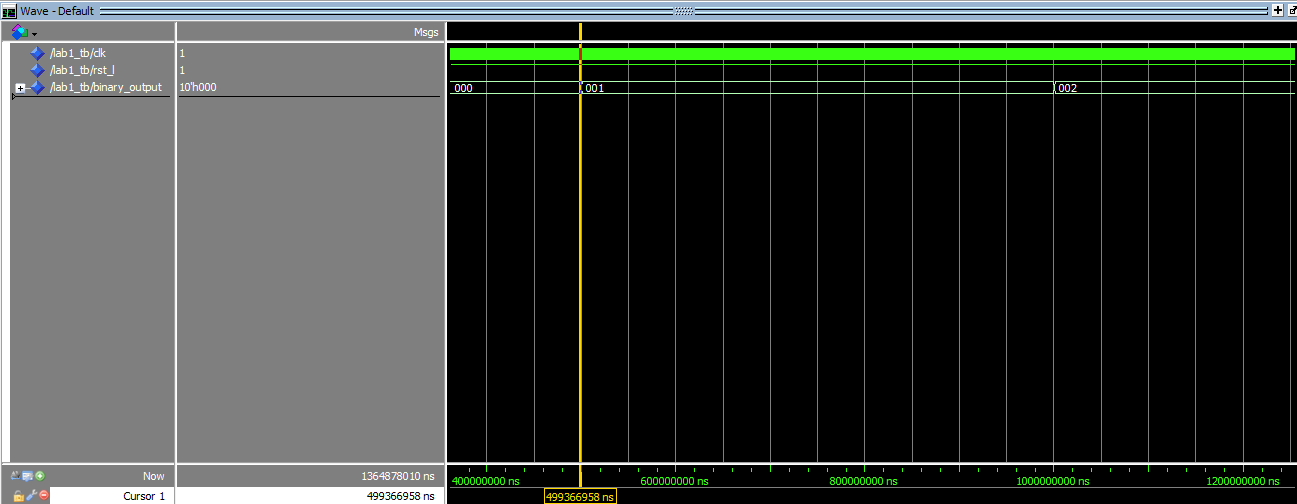 Wave - Default
Msgs
/lab1_tb/clk 1
/lab1_tb/rst_l 1
/lab1_tb/binary_output 10'h000 000 001 002
Now 1364878010 ns 400000000 ns 600000000 ns 800000000 ns 1000000000 ns 1200000000 ns
Cursor 1 499366958 ns 499366958 ns